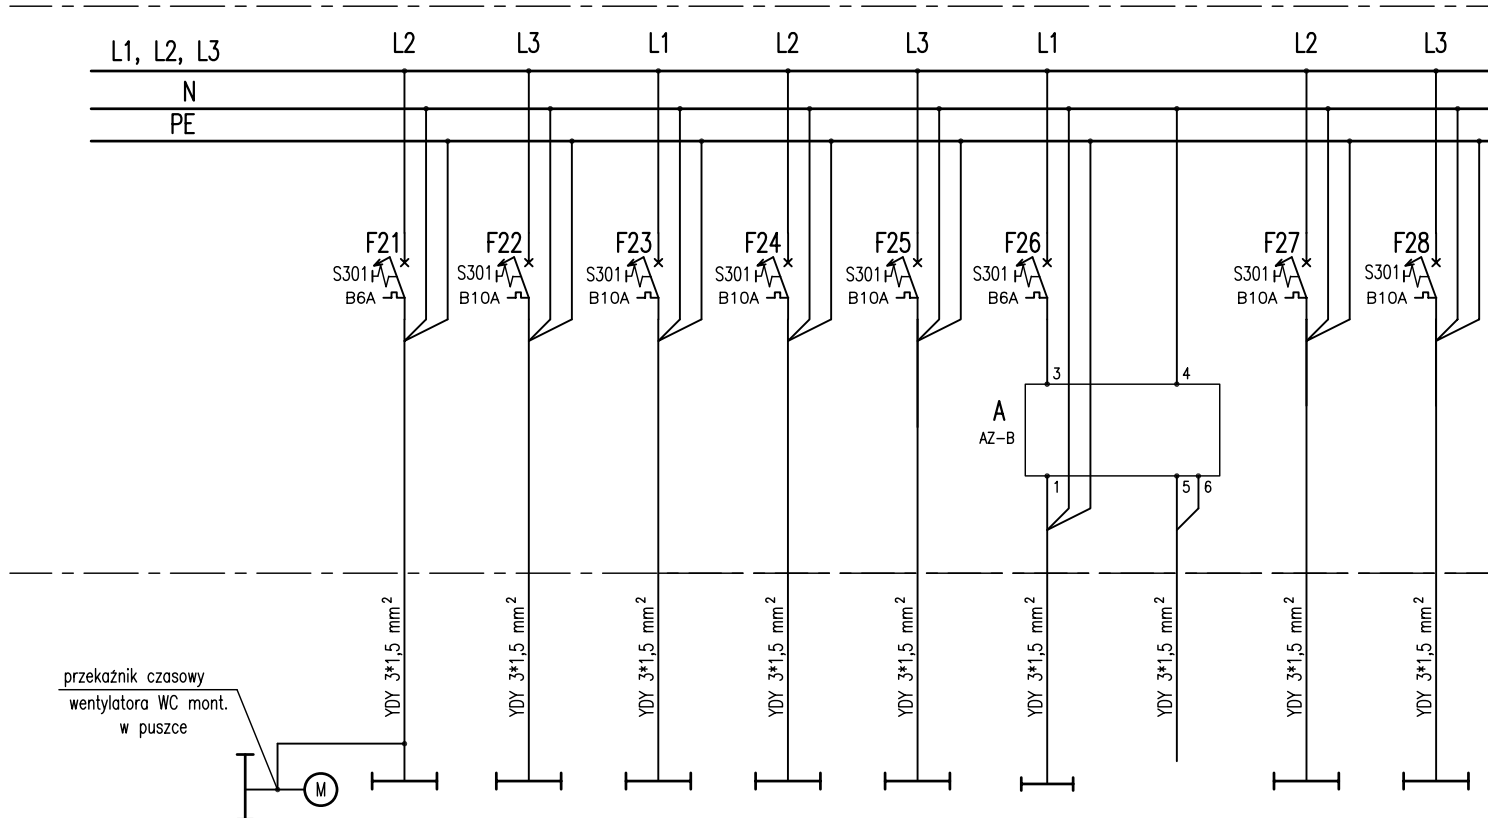 L1, L2, L3
L2 L3 L1 L2 L3 L1 L2 L3
N
PE
F21 F22 F23 F24 F25 F26 F27 F28
S301 S301 S301 S301 S301 S301 S301 S301
B6A B10A B10A B10A B10A B6A B10A B10A
3 4
A
AZ-B
1 5 6
YDY 3*1,5 mm²
YDY 3*1,5 mm²
YDY 3*1,5 mm²
YDY 3*1,5 mm²
YDY 3*1,5 mm²
YDY 3*1,5 mm²
YDY 3*1,5 mm²
YDY 3*1,5 mm²
YDY 3*1,5 mm²
przekaźnik czasowy
wentylatora WC mont.
w puszce
M